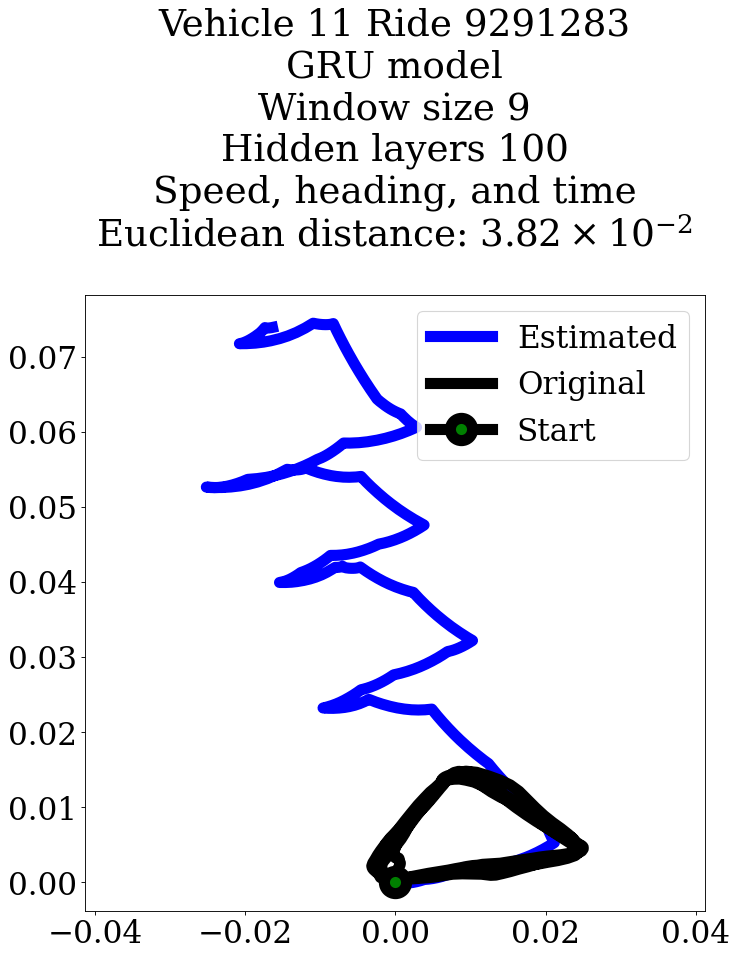 Vehicle 11 Ride 9291283
GRU model
Window size 9
Hidden layers 100
Speed, heading, and time
Euclidean distance: 3.82 × 10⁻²
Estimated
Original
Start
0.07
0.06
0.05
0.04
0.03
0.02
0.01
0.00
−0.04 −0.02 0.00 0.02 0.04